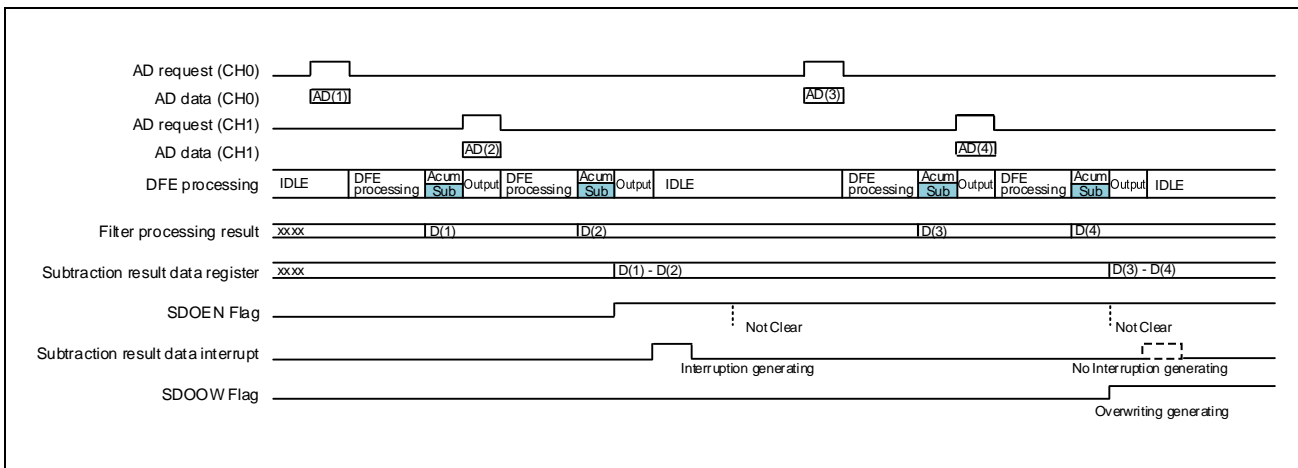 AD request (CH0)
AD data (CH0) AD(1) AD(3)
AD request (CH1)
AD data (CH1) AD(2) AD(4)
DFE processing IDLE DFE processing Acum Sub Output DFE processing Acum Sub Output IDLE DFE processing Acum Sub Output DFE processing Acum Sub Output IDLE
Filter processing result xxxx D(1) D(2) D(3) D(4)
Subtraction result data register xxxx D(1) - D(2) D(3) - D(4)
SDOEN Flag
Not Clear Not Clear
Subtraction result data interrupt
Interruption generating No Interruption generating
SDOOW Flag
Overwriting generating